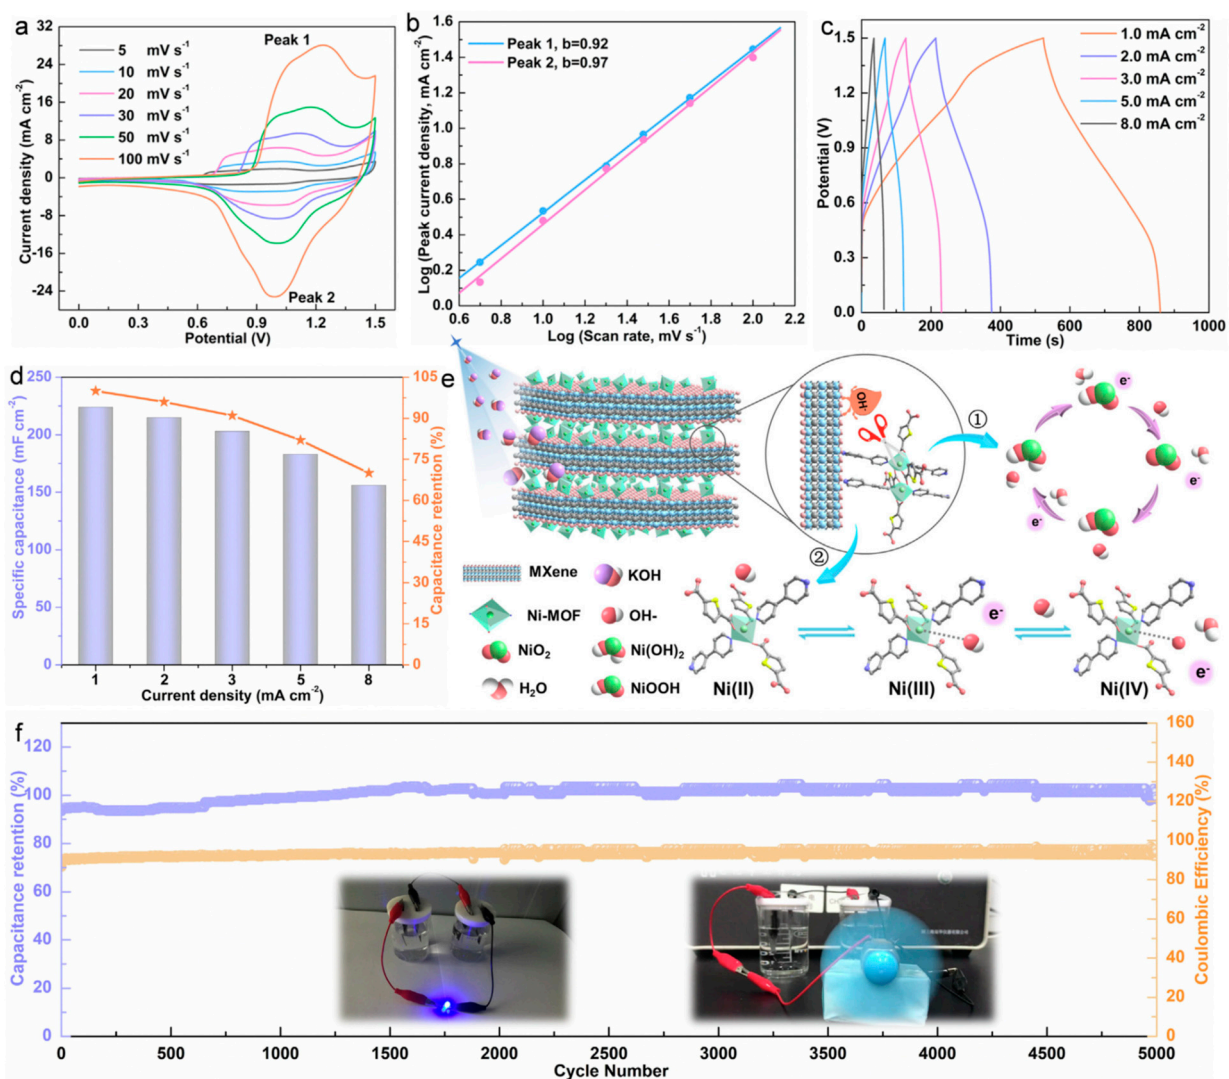 a
Current density (mA cm⁻²)
32
24
16
8
0
-8
-16
-24
5 mV s⁻¹
10 mV s⁻¹
20 mV s⁻¹
30 mV s⁻¹
50 mV s⁻¹
100 mV s⁻¹
Peak 1
Peak 2
0.0 0.3 0.6 0.9 1.2 1.5
Potential (V)
b
Log (Peak current density, mA cm⁻²)
1.6
1.4
1.2
1.0
0.8
0.6
0.4
0.2
0.0
Peak 1, b=0.92
Peak 2, b=0.97
0.6 0.8 1.0 1.2 1.4 1.6 1.8 2.0 2.2
Log (Scan rate, mV s⁻¹)
c
Potential (V)
1.5
1.2
0.9
0.6
0.3
0.0
1.0 mA cm⁻²
2.0 mA cm⁻²
3.0 mA cm⁻²
5.0 mA cm⁻²
8.0 mA cm⁻²
0 200 400 600 800 1000
Time (s)
d
Specific capacitance (mF cm⁻²)
250
200
150
100
50
0
105
90
75
60
45
30
15
0
Capacitance retention (%)
1 2 3 5 8
Current density (mA cm⁻²)
e
OH-
①
②
e⁻
e⁻
e⁻
MXene
KOH
Ni-MOF
OH-
NiO₂
Ni(OH)₂
H₂O
NiOOH
e⁻
e⁻
Ni(II)
Ni(III)
Ni(IV)
f
Capacitance retention (%)
120
100
80
60
40
20
0
160
140
120
100
80
60
40
20
0
Coulombic Efficiency (%)
0 500 1000 1500 2000 2500 3000 3500 4000 4500 5000
Cycle Number